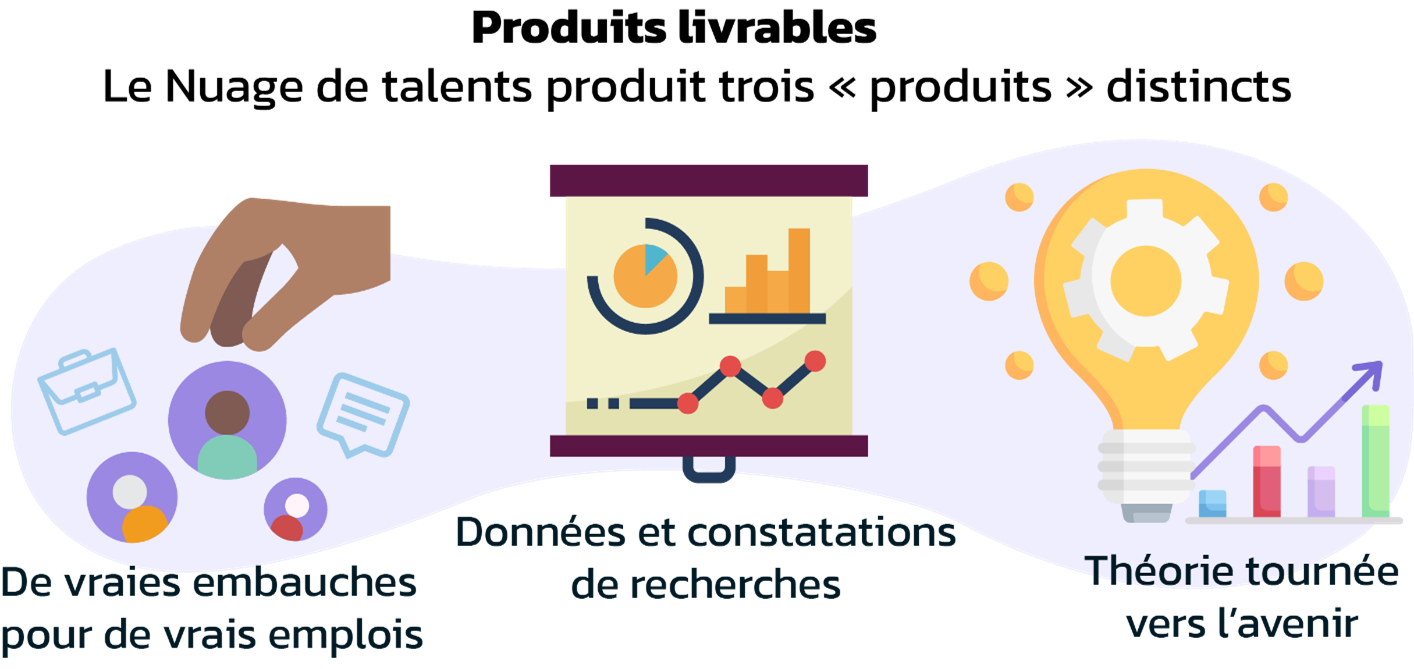 Produits livrables
Le Nuage de talents produit trois « produits » distincts
De vraies embauches
pour de vrais emplois
Données et constatations
de recherches
Théorie tournée
vers l’avenir